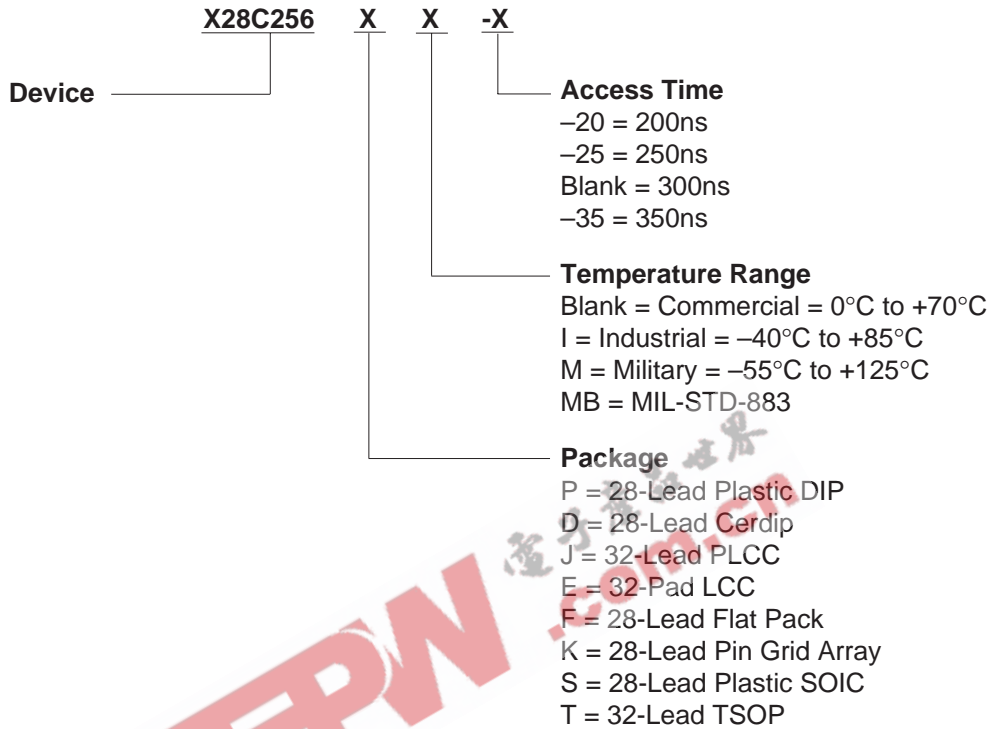 X28C256 X X -X
Device
Access Time
–20 = 200ns
–25 = 250ns
Blank = 300ns
–35 = 350ns
Temperature Range
Blank = Commercial = 0°C to +70°C
I = Industrial = –40°C to +85°C
M = Military = –55°C to +125°C
MB = MIL-STD-883
Package
P = 28-Lead Plastic DIP
D = 28-Lead Cerdip
J = 32-Lead PLCC
E = 32-Pad LCC
F = 28-Lead Flat Pack
K = 28-Lead Pin Grid Array
S = 28-Lead Plastic SOIC
T = 32-Lead TSOP
.com.cn